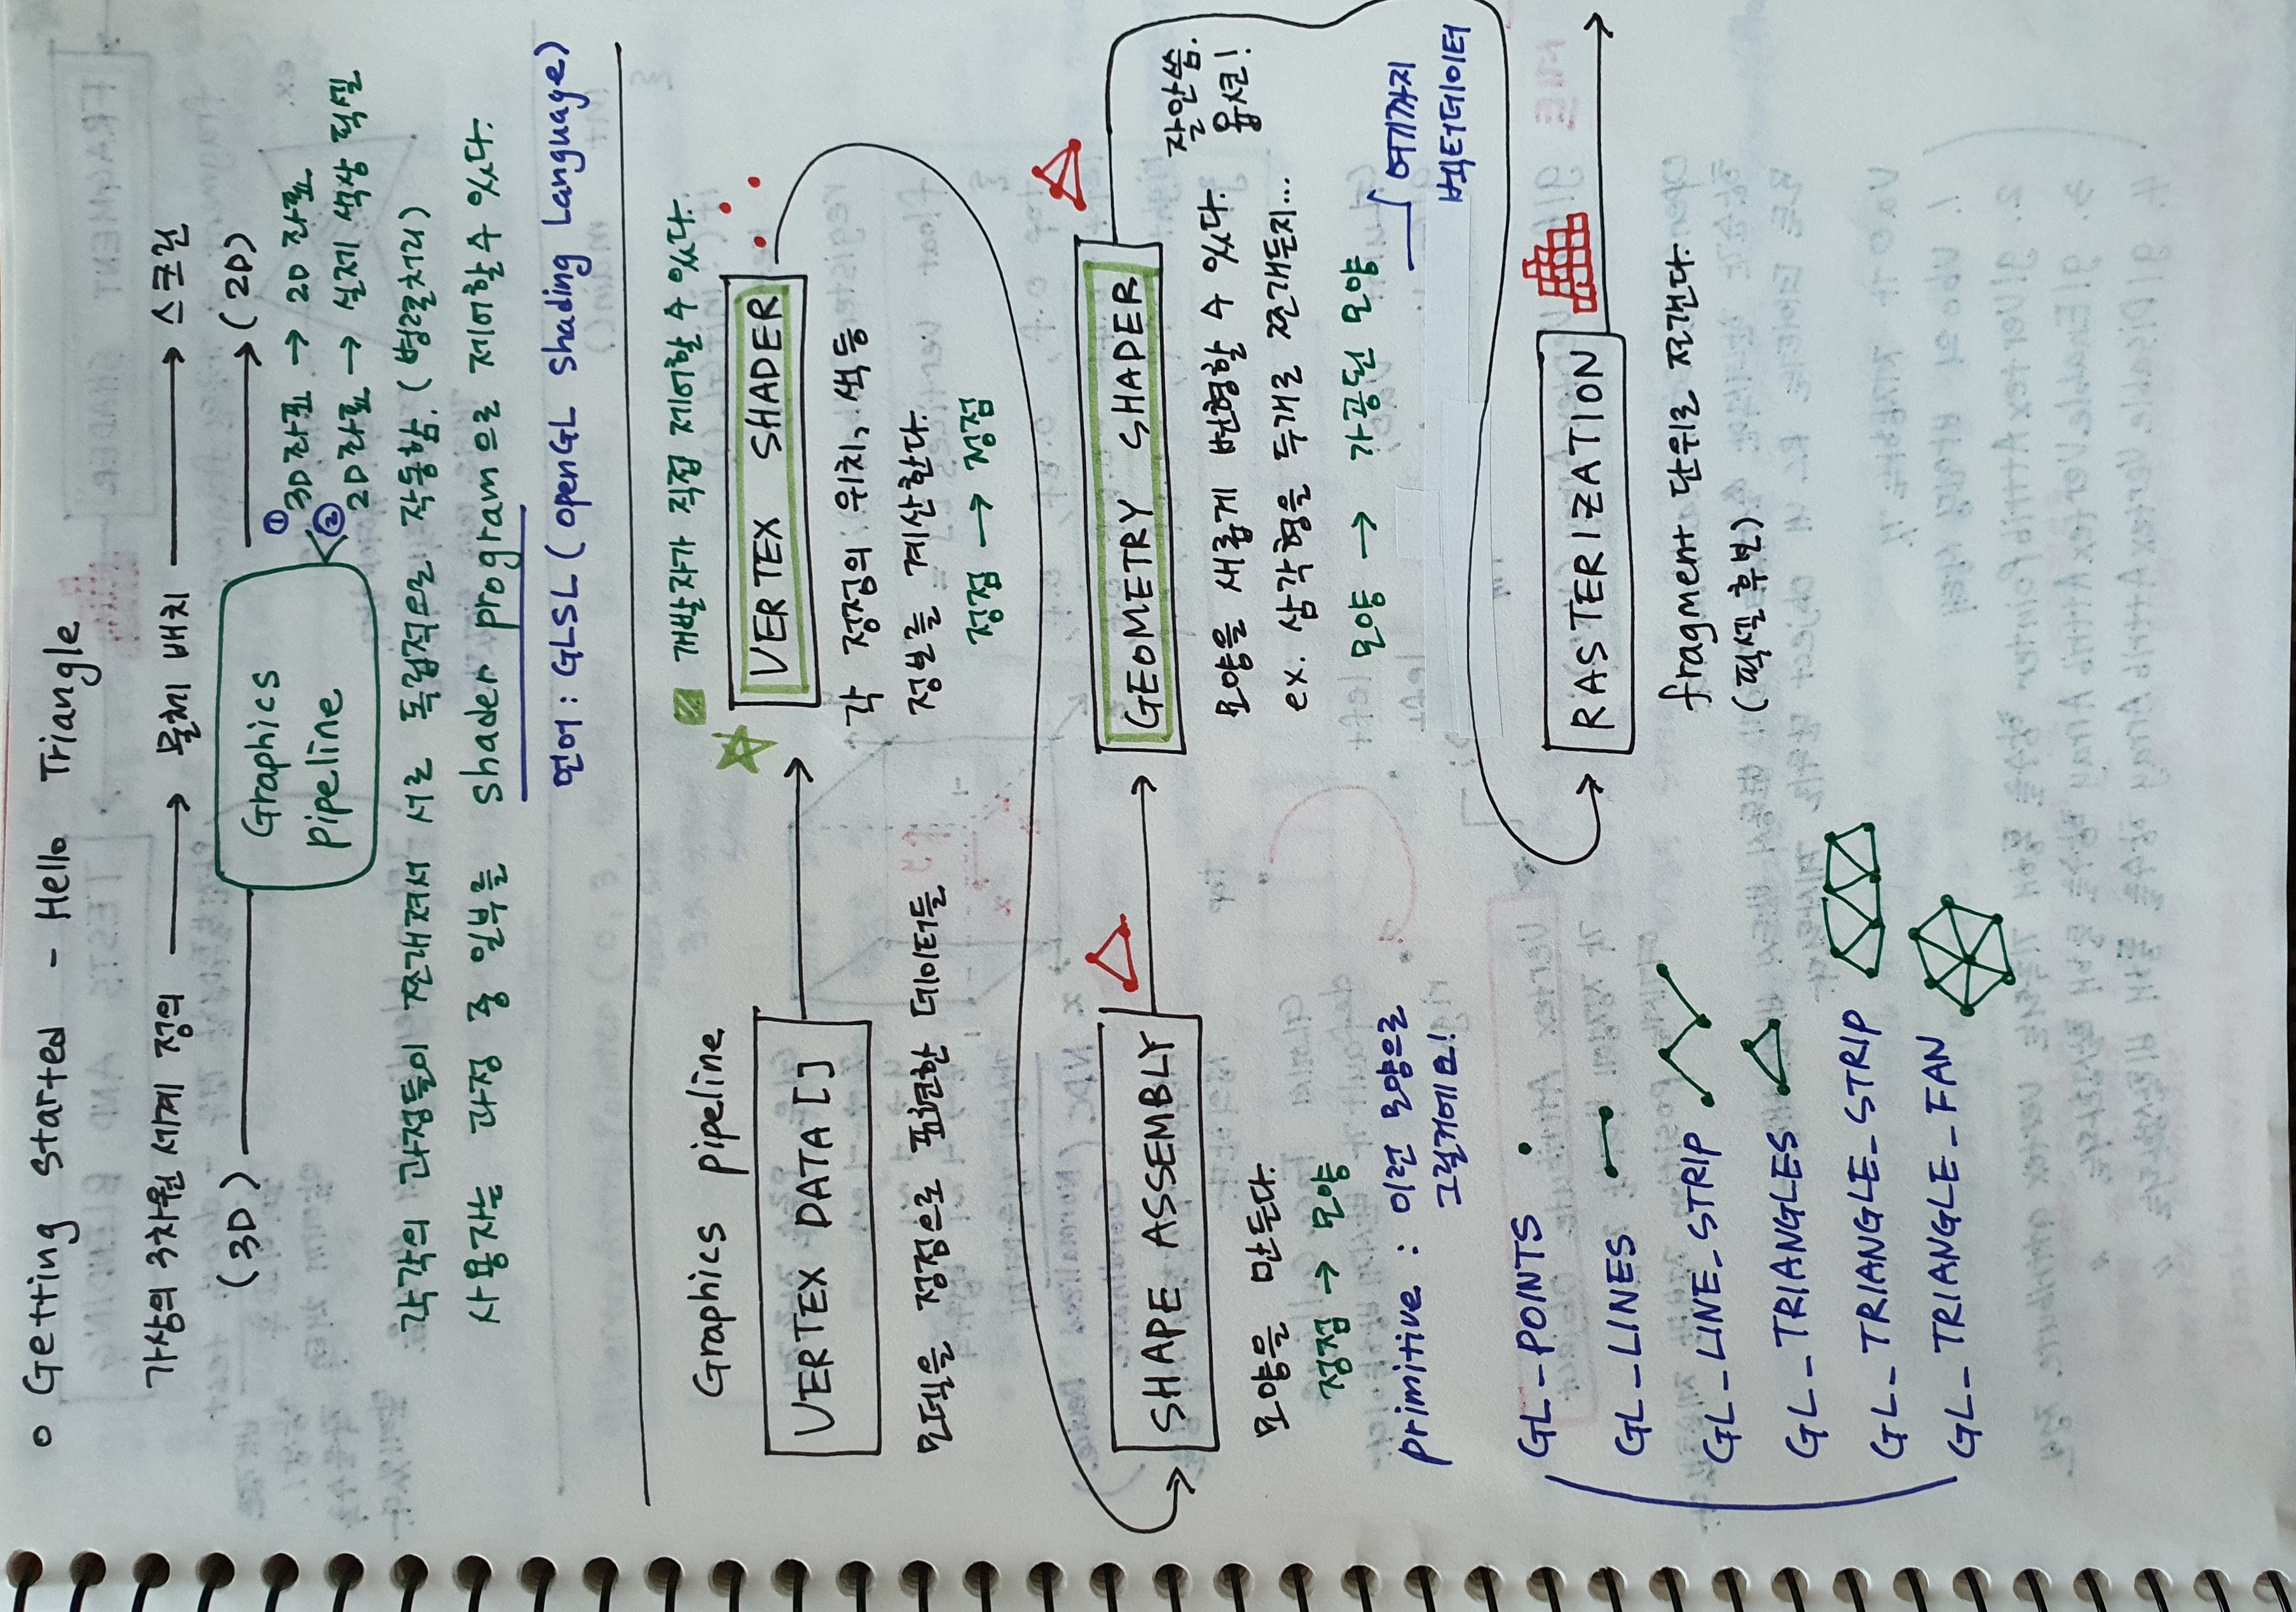 ○ Getting started - Hello Triangle
가상의 3차원 세계 정의 → 물체 배치 → 스크린
(3D) Graphics pipeline → (2D)
① 3D 좌표 → 2D 좌표
② 2D 좌표 → 실제 색상 픽셀
각각의 과정들이 쪼개져서 서로 독립적으로 작동함. (병렬처리)
사용자는 과정 중 일부를 shader program으로 제어할 수 있다.
언어 : GLSL ( openGL Shading Language)
Graphics pipeline
개발자가 직접 제어할 수 있다.
VERTEX DATA [] → VERTEX SHADER
모델을 정점으로 표현한 데이터들
각 정점의 위치, 색 등
정보를 계산한다.
정점 → 정점
SHAPE ASSEMBLY → GEOMETRY SHADER
모양을 만든다.
정점 → 모양
primitive : 이런 모양으로
그릴거에요!
모양을 새롭게 변형할 수 있다.
ex. 삼각형을 두개로 쪼개든지...
모양 → 가공된 모양
잘안씀.
옵션!
여기까지
벡터데이터
GL_POINTS
GL_LINES
GL_LINE_STRIP
GL_TRIANGLES
GL_TRIANGLE_STRIP
GL_TRIANGLE_FAN
RASTERIZATION
fragment 단위로 쪼갠다.
(픽셀 후보)